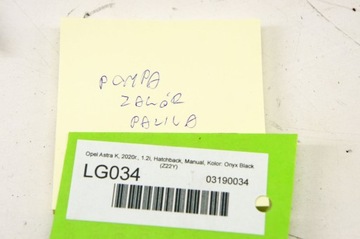 POMPA
ZAWÓR
PALIWA
Opel Astra K, 2020r., 1.2i, Hatchback, Manual, Kolor: Onyx Black
(Z22Y)
LG034
03190034